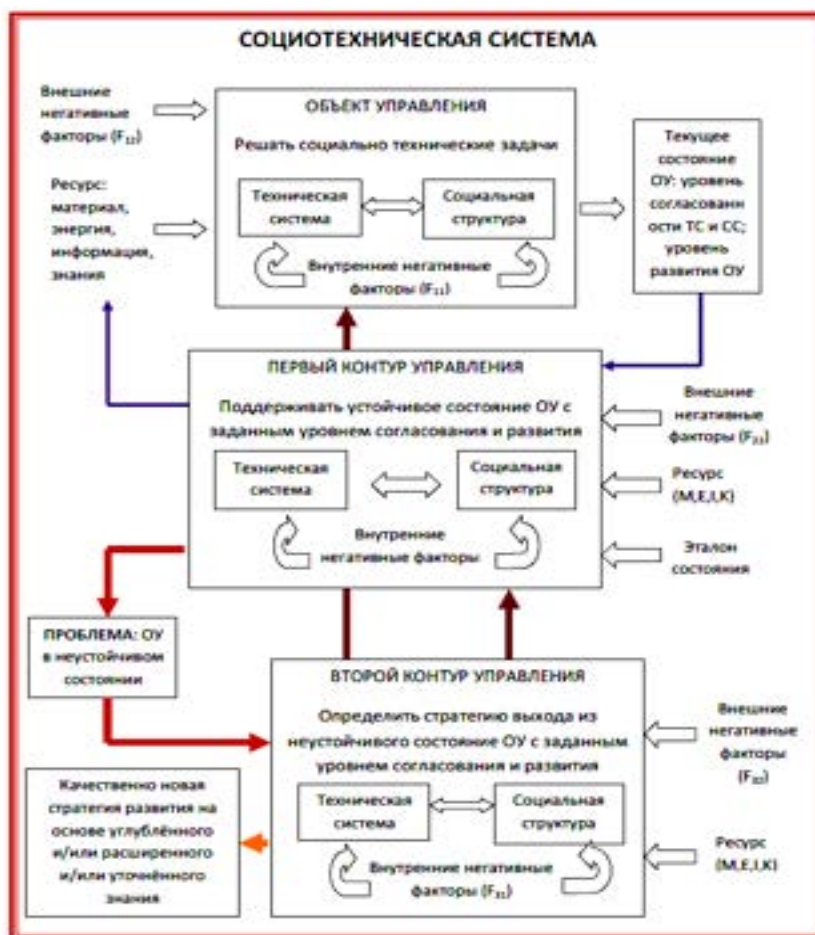 СОЦИОТЕХНИЧЕСКАЯ СИСТЕМА
Внешние
негативные
факторы (F₁₂)
Ресурс:
материал,
энергия,
информация,
знания
ОБЪЕКТ УПРАВЛЕНИЯ
Решать социально технические задачи
Техническая
система
Социальная
структура
Внутренние негативные
факторы (F₁₁)
Текущее
состояние
ОУ: уровень
согласованн
ости ТС и СС;
уровень
развития ОУ
ПЕРВЫЙ КОНТУР УПРАВЛЕНИЯ
Поддерживать устойчивое состояние ОУ с
заданным уровнем согласования и развития
Техническая
система
Социальная
структура
Внутренние
негативные факторы
Внешние
негативные
факторы
Ресурс
(M,E,I,K)
Эталон
состояния
ПРОБЛЕМА: ОУ
в неустойчивом
состоянии
ВТОРОЙ КОНТУР УПРАВЛЕНИЯ
Определить стратегию выхода из
неустойчивого состояние ОУ с заданным
уровнем согласования и развития
Техническая
система
Социальная
структура
Внутренние негативные
факторы (F₃₁)
Внешние
негативные
факторы
Ресурс
(M,E,I,K)
Качественно новая
стратегия развития на
основе углублённого
и/или расширенного
и/или уточнённого
знания